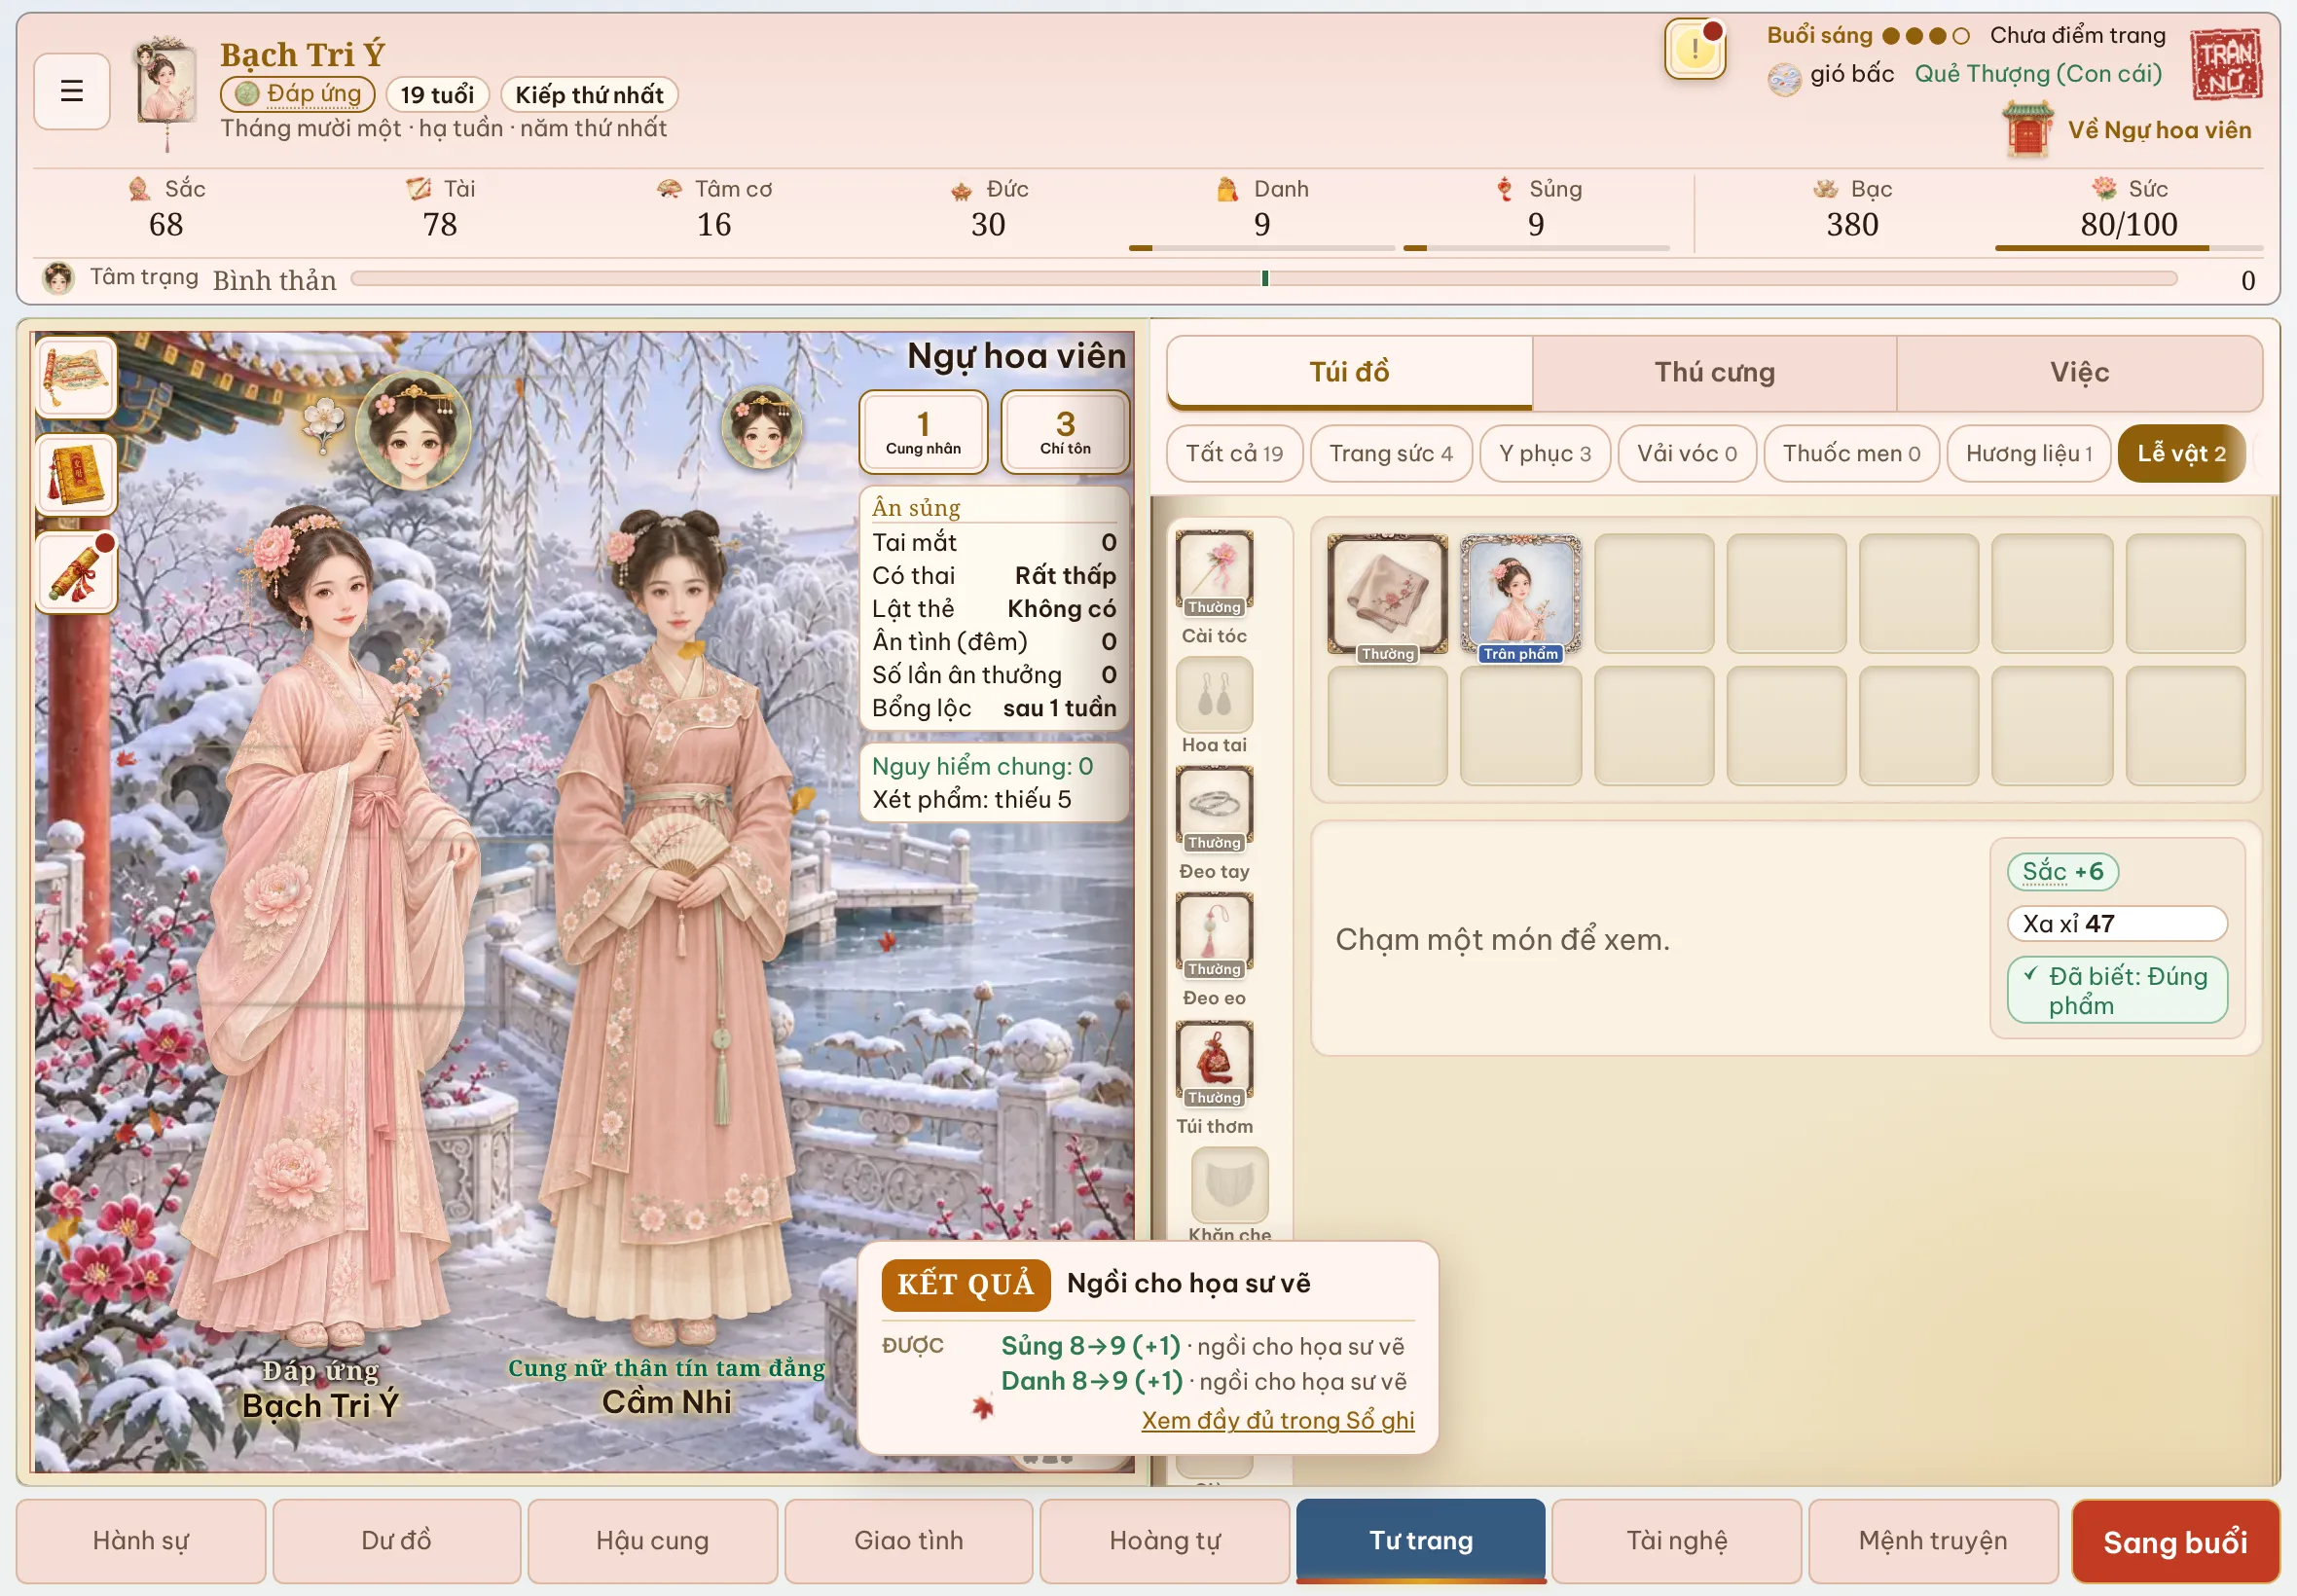 ☰
Bạch Tri Ý
Đáp ứng
19 tuổi
Kiếp thứ nhất
Tháng mười một · hạ tuần · năm thứ nhất
!
Buổi sáng
Chưa điểm trang
gió bấc
Quẻ Thượng (Con cái)
TRÂN NỮ
Về Ngự hoa viên
Sắc
68
Tài
78
Tâm cơ
16
Đức
30
Danh
9
Sủng
9
Bạc
380
Sức
80/100
Tâm trạng
Bình thản
0
Ngự hoa viên
1
Cung nhân
3
Chí tôn
Ân sủng
Tai mắt 0
Có thai Rất thấp
Lật thẻ Không có
Ân tình (đêm) 0
Số lần ân thưởng 0
Bổng lộc sau 1 tuần
Nguy hiểm chung: 0
Xét phẩm: thiếu 5
Đáp ứng
Bạch Tri Ý
Cung nữ thân tín tam đẳng
Cầm Nhi
Túi đồ
Thú cưng
Việc
Tất cả 19
Trang sức 4
Y phục 3
Vải vóc 0
Thuốc men 0
Hương liệu 1
Lễ vật 2
Thường
Cài tóc
Hoa tai
Thường
Đeo tay
Thường
Đeo eo
Thường
Túi thơm
Khăn che
Thường
Trân phẩm
Chạm một món để xem.
Sắc +6
Xa xỉ 47
✓ Đã biết: Đúng
phẩm
KẾT QUẢ
Ngồi cho họa sư vẽ
ĐƯỢC
Sủng 8→9 (+1) · ngồi cho họa sư vẽ
Danh 8→9 (+1) · ngồi cho họa sư vẽ
Xem đầy đủ trong Sổ ghi
Hành sự
Dư đồ
Hậu cung
Giao tình
Hoàng tự
Tư trang
Tài nghệ
Mệnh truyện
Sang buổi